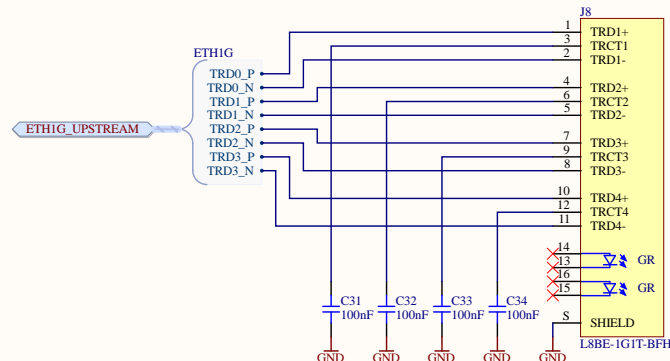 J8
1 TRD1+
3 TRCT1
2 TRD1-
ETH1G
TRD0_P
TRD0_N
TRD1_P
TRD1_N
TRD2_P
TRD2_N
TRD3_P
TRD3_N
ETH1G_UPSTREAM
4 TRD2+
6 TRCT2
5 TRD2-
7 TRD3+
9 TRCT3
8 TRD3-
10 TRD4+
12 TRCT4
11 TRD4-
14
13
GR
16
15
GR
C31
100nF
C32
100nF
C33
100nF
C34
100nF
S SHIELD
L8BE-1G1T-BFH
GND
GND
GND
GND
GND